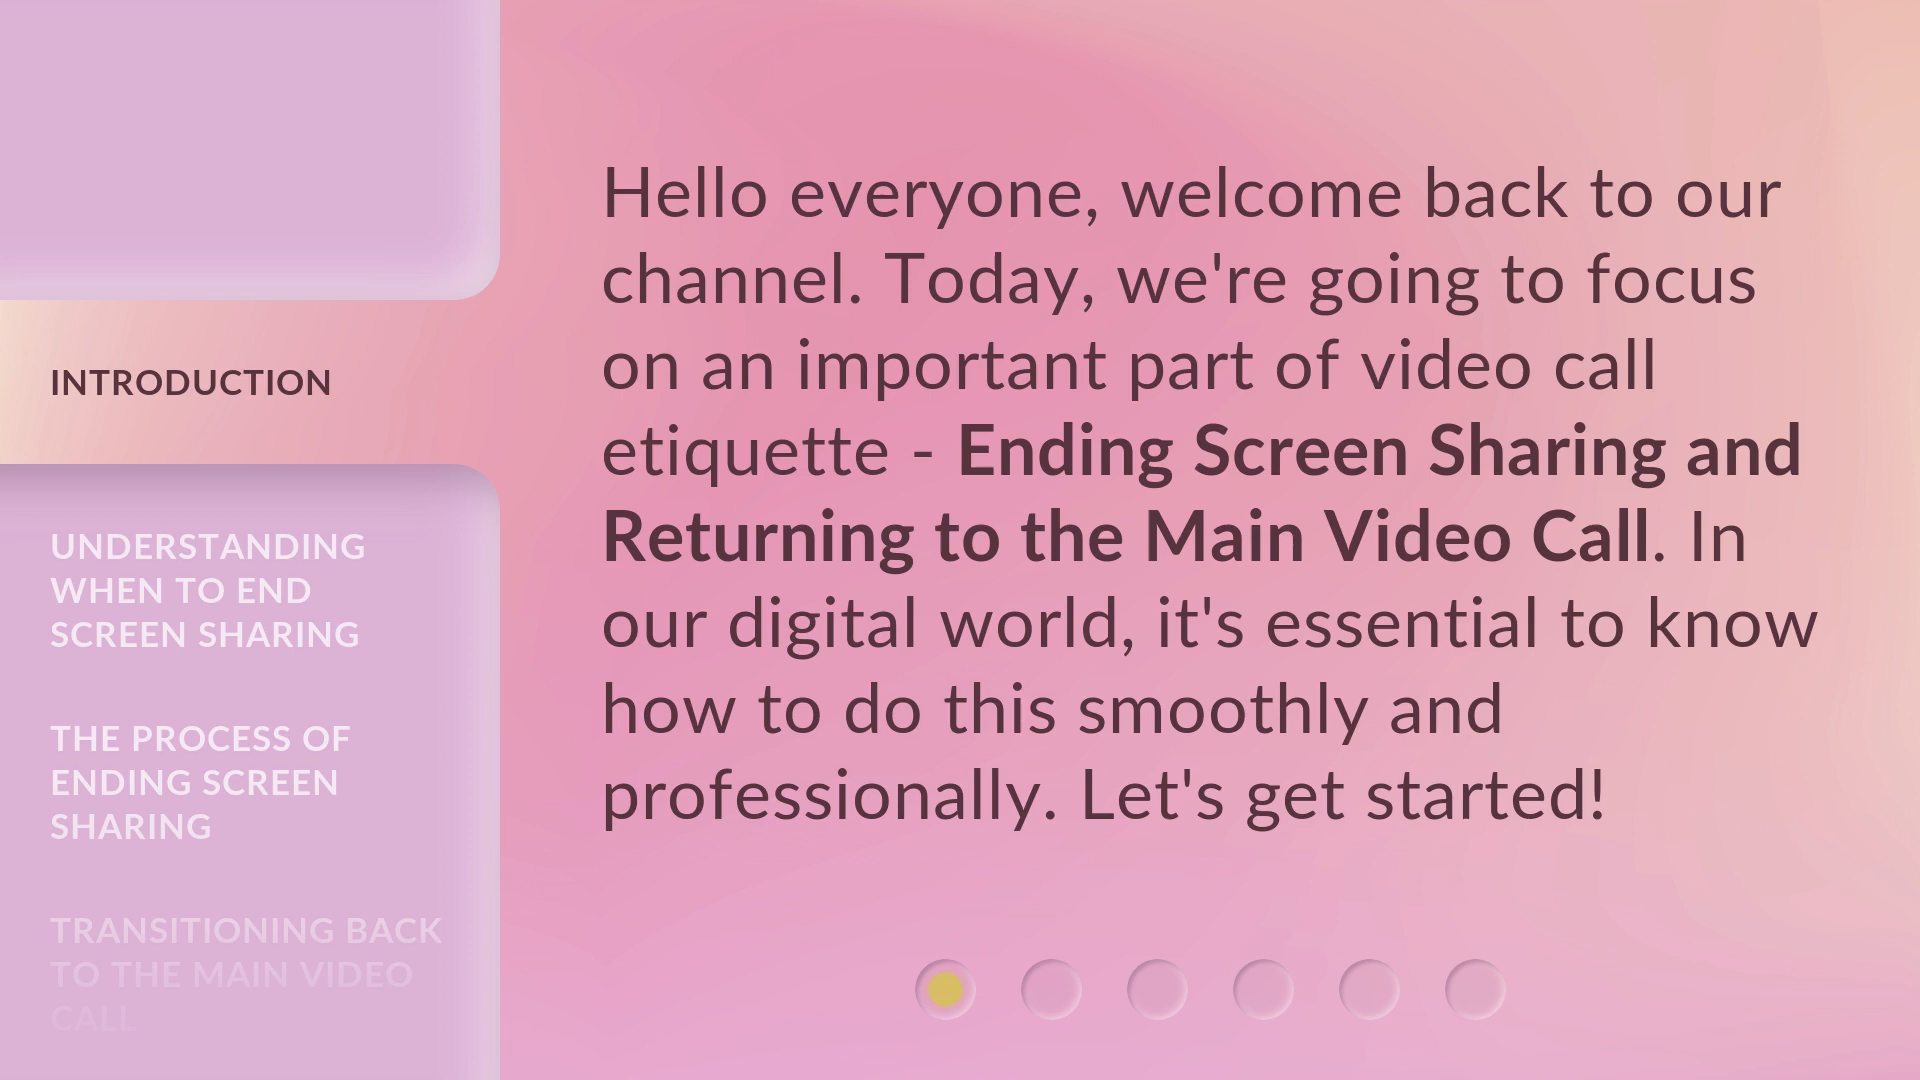 INTRODUCTION
UNDERSTANDING
WHEN TO END
SCREEN SHARING
THE PROCESS OF
ENDING SCREEN
SHARING
TRANSITIONING BACK
TO THE MAIN VIDEO
CALL
Hello everyone, welcome back to our
channel. Today, we're going to focus
on an important part of video call
etiquette - Ending Screen Sharing and
Returning to the Main Video Call. In
our digital world, it's essential to know
how to do this smoothly and
professionally. Let's get started!